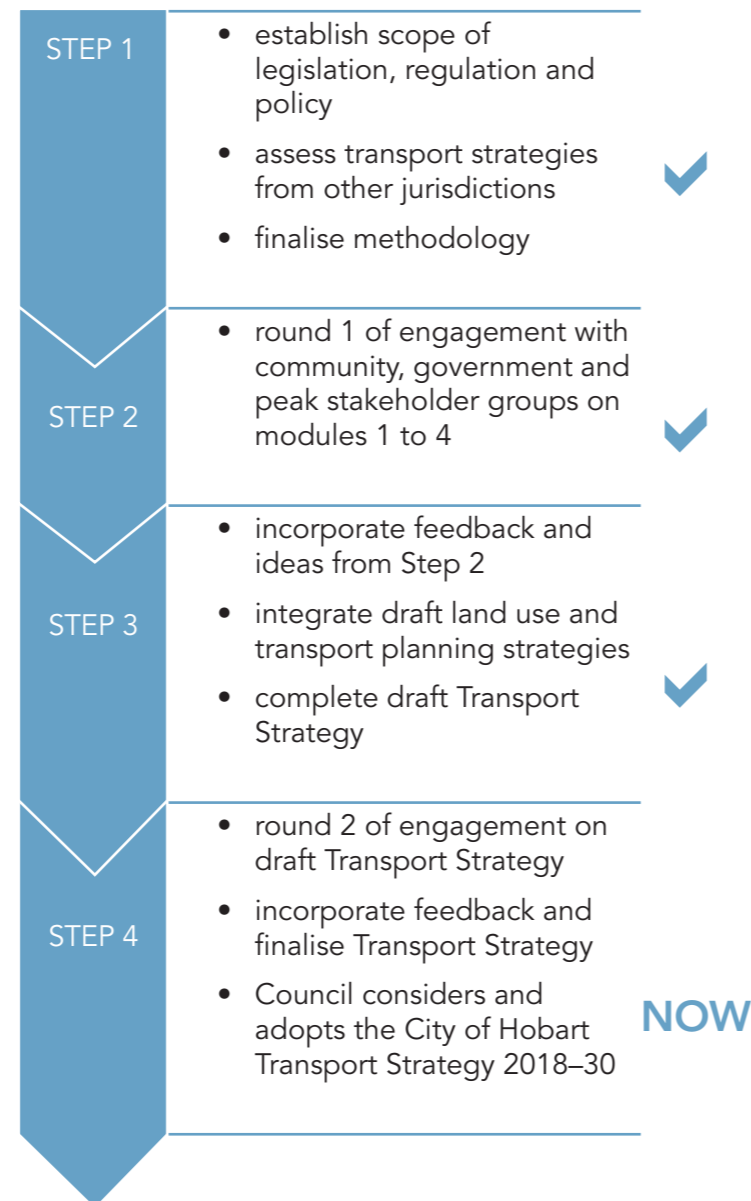 STEP 1
• establish scope of
legislation, regulation and
policy
• assess transport strategies
from other jurisdictions
• finalise methodology
STEP 2
• round 1 of engagement with
community, government and
peak stakeholder groups on
modules 1 to 4
STEP 3
• incorporate feedback and
ideas from Step 2
• integrate draft land use and
transport planning strategies
• complete draft Transport
Strategy
STEP 4
• round 2 of engagement on
draft Transport Strategy
• incorporate feedback and
finalise Transport Strategy
• Council considers and
adopts the City of Hobart
Transport Strategy 2018–30
NOW